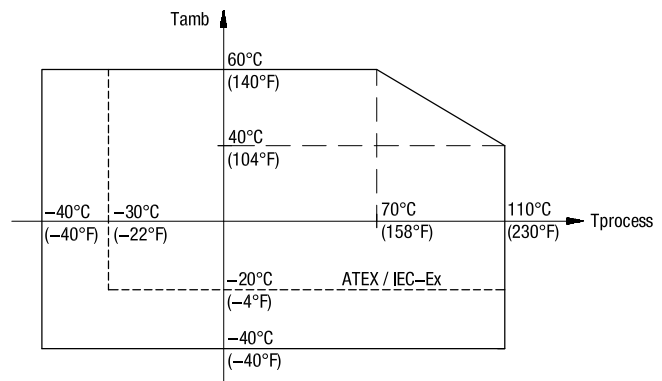 Tamb
60°C
(140°F)
40°C
(104°F)
–40°C
(–40°F)
–30°C
(–22°F)
70°C
(158°F)
110°C
(230°F)
Tprocess
–20°C
(–4°F)
ATEX / IEC–Ex
–40°C
(–40°F)